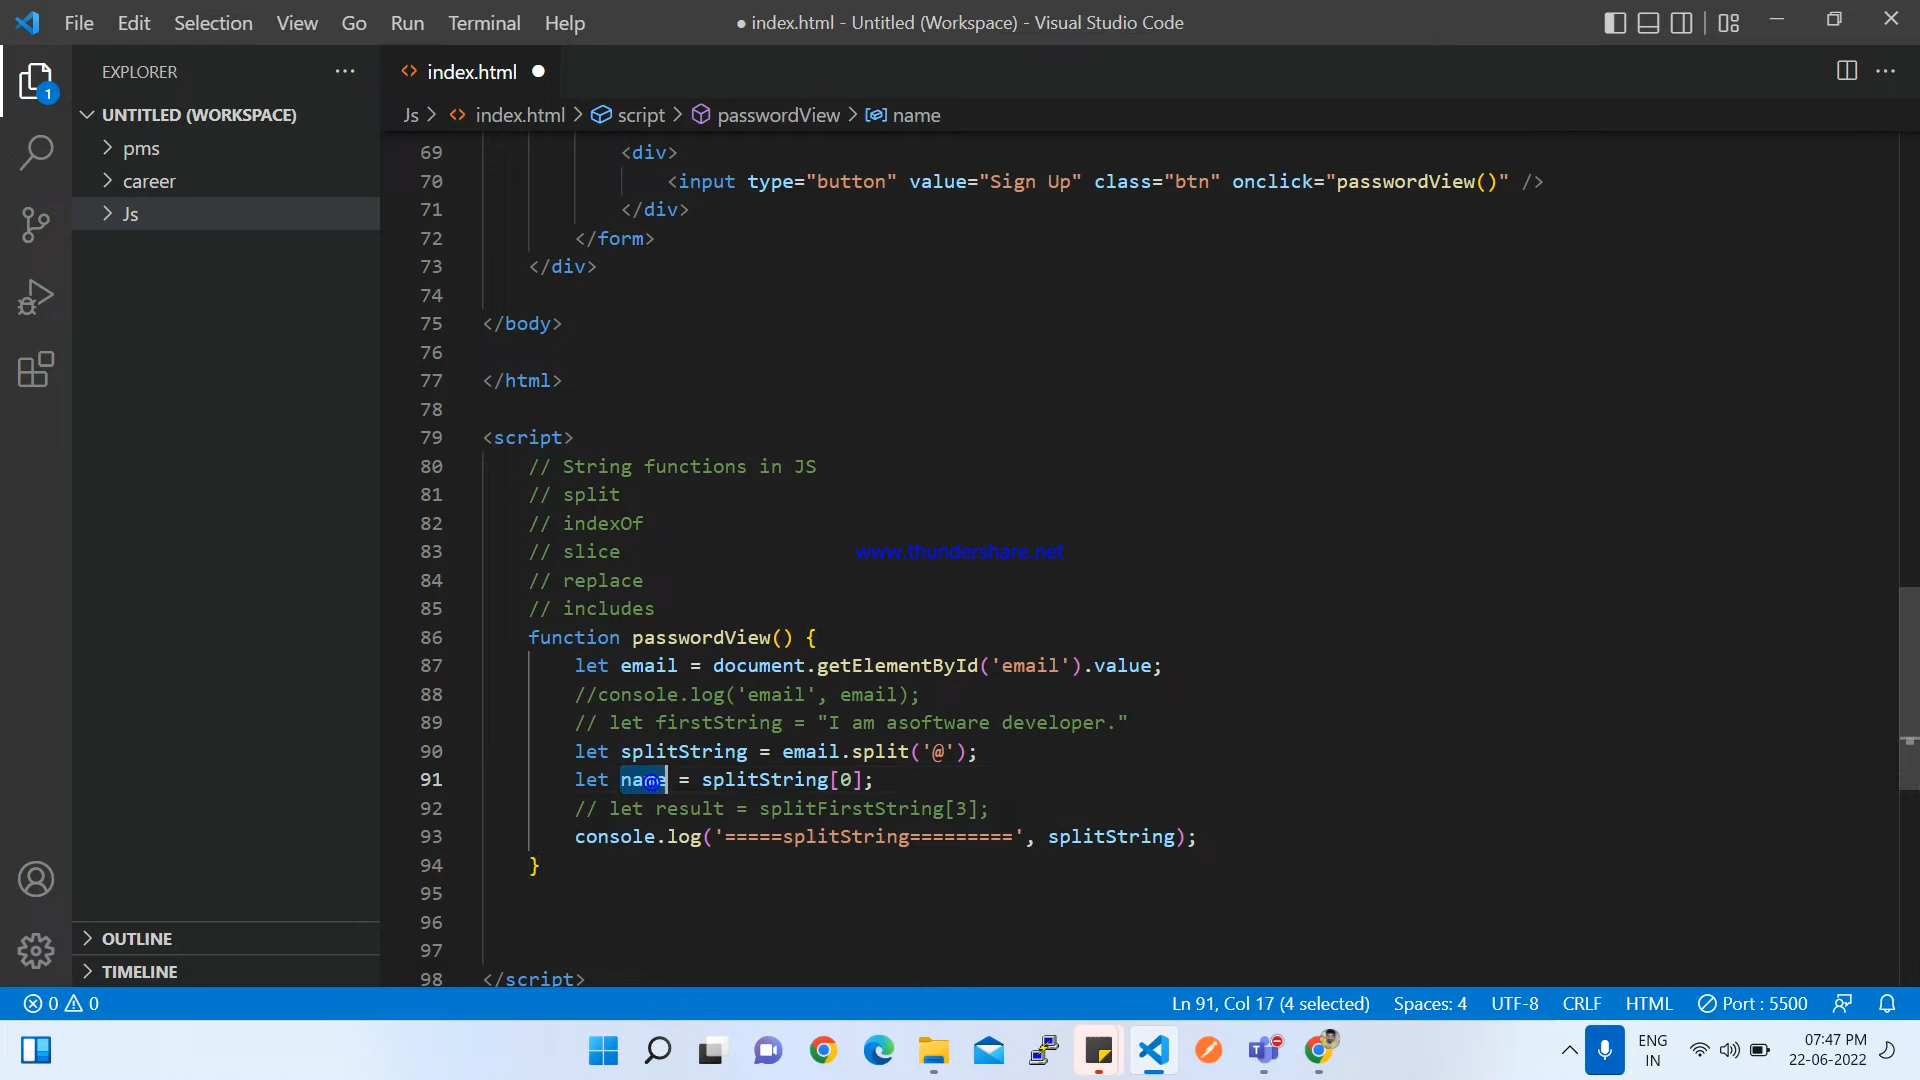 File Edit Selection View Go Run Terminal Help
● index.html - Untitled (Workspace) - Visual Studio Code
EXPLORER
index.html
1
UNTITLED (WORKSPACE)
Js > index.html > script > passwordView > name
pms
career
Js
69 <div>
70 <input type="button" value="Sign Up" class="btn" onclick="passwordView()" />
71 </div>
72 </form>
73 </div>
74
75 </body>
76
77 </html>
78
79 <script>
80 // String functions in JS
81 // split
82 // indexOf
83 // slice
www.thundershare.net
84 // replace
85 // includes
86 function passwordView() {
87 let email = document.getElementById('email').value;
88 //console.log('email', email);
89 // let firstString = "I am asoftware developer."
90 let splitString = email.split('@');
91 let name = splitString[0];
92 // let result = splitFirstString[3];
93 console.log('=====splitString=========', splitString);
94 }
95
96
97
98 </script>
OUTLINE
TIMELINE
0 0
Ln 91, Col 17 (4 selected) Spaces: 4 UTF-8 CRLF HTML Port : 5500
ENG
IN
07:47 PM
22-06-2022